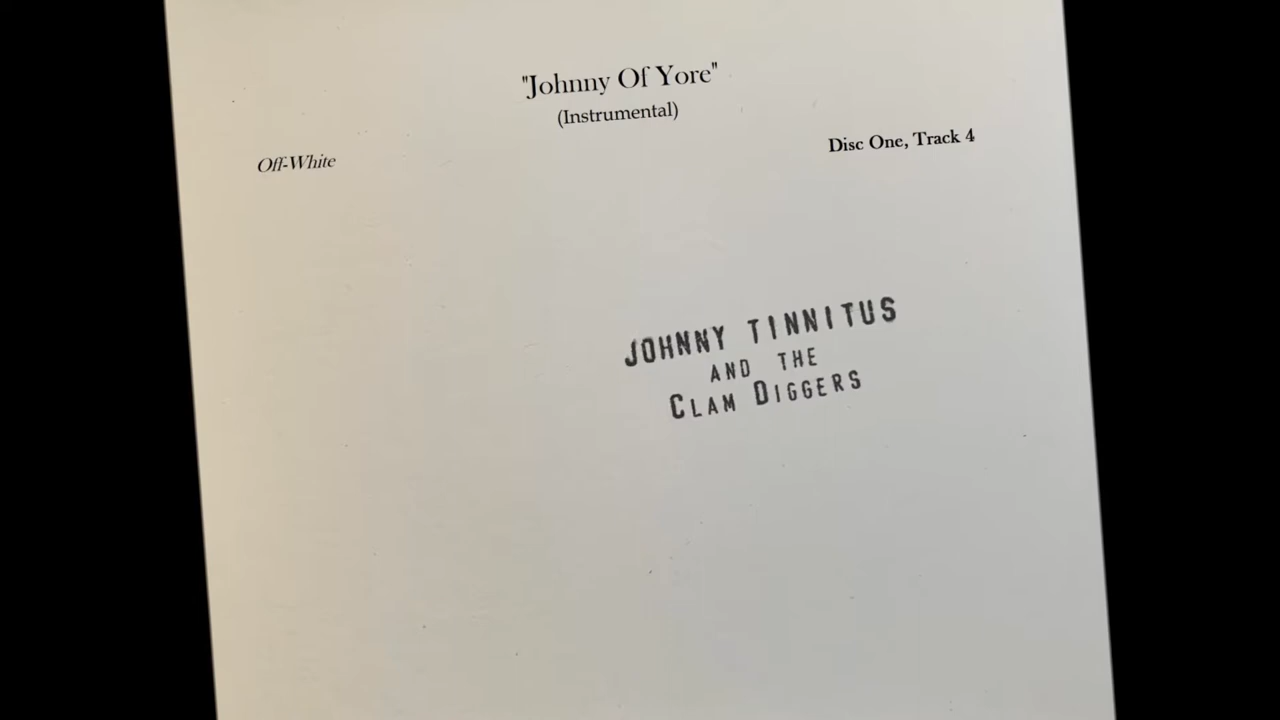 "Johnny Of Yore"
(Instrumental)
Off-White
Disc One, Track 4
JOHNNY TINNITUS
AND THE
CLAM DIGGERS